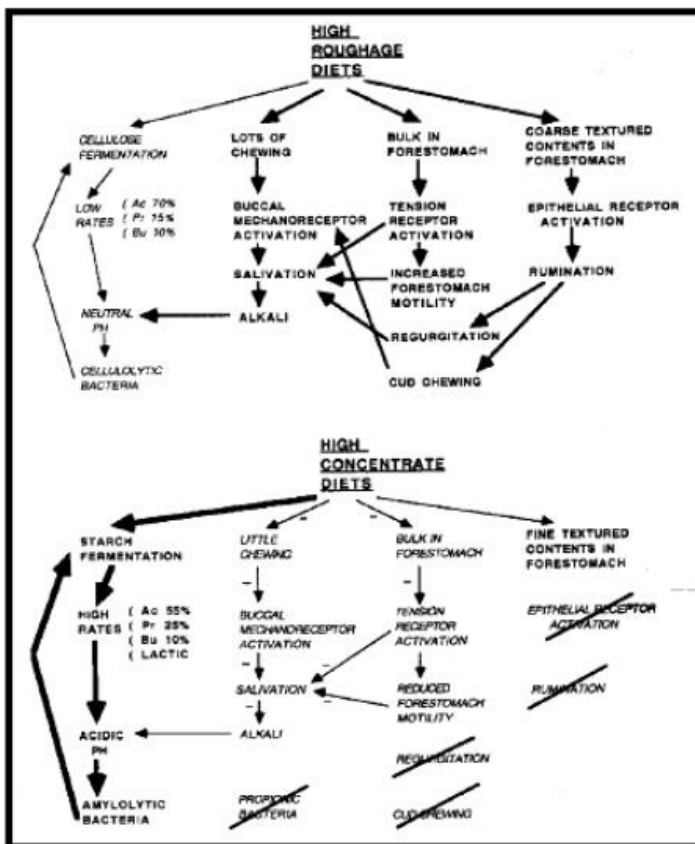 HIGH
ROUGHAGE
DIETS
CELLULOSE
FERMENTATION
LOW
RATES
( Ac 70%
( Pr 15%
( Bu 10%
NEUTRAL
PH
CELLULOLYTIC
BACTERIA
LOTS OF
CHEWING
BUCCAL
MECHANORECEPTOR
ACTIVATION
SALIVATION
ALKALI
BULK IN
FORESTOMACH
TENSION
RECEPTOR
ACTIVATION
INCREASED
FORESTOMACH
MOTILITY
REGURGITATION
CUD CHEWING
COARSE TEXTURED
CONTENTS IN
FORESTOMACH
EPITHELIAL RECEPTOR
ACTIVATION
RUMINATION
HIGH
CONCENTRATE
DIETS
STARCH
FERMENTATION
HIGH
RATES
( Ac 55%
( Pr 25%
( Bu 10%
( LACTIC
ACIDIC
PH
AMYLOLYTIC
BACTERIA
LITTLE
CHEWING
BUCCAL
MECHANORECEPTOR
ACTIVATION
SALIVATION
ALKALI
PROPIONIC
BACTERIA
BULK IN
FORESTOMACH
TENSION
RECEPTOR
ACTIVATION
REDUCED
FORESTOMACH
MOTILITY
REGURGITATION
CUD CHEWING
FINE TEXTURED
CONTENTS IN
FORESTOMACH
EPITHELIAL RECEPTOR
ACTIVATION
RUMINATION